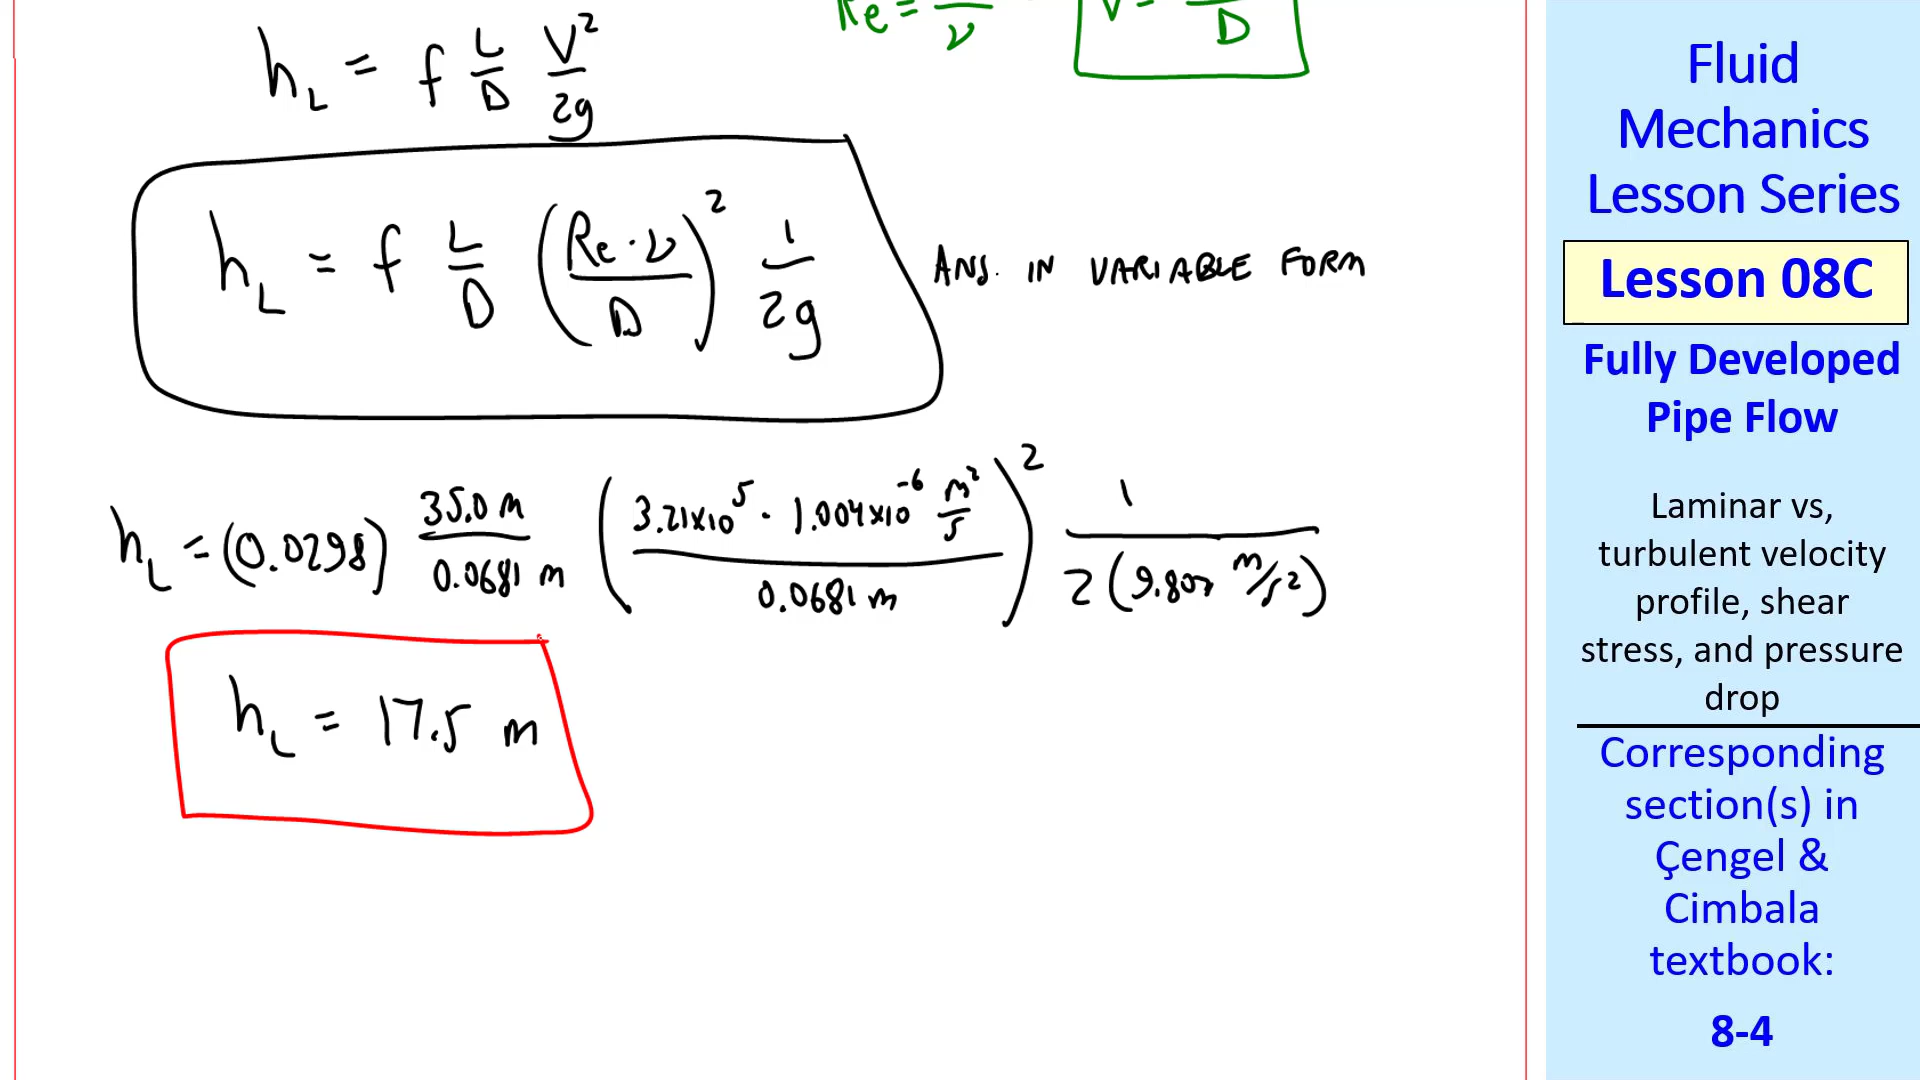 Re = ν V = D
h_L = f L/D V²/2g
h_L = f L/D (Re·ν/D)² 1/2g ANS. IN VARIABLE FORM
h_L = (0.0298) 35.0 m/0.0681 m (3.21×10⁵ · 1.004×10⁻⁶ m²/s / 0.0681 m)² 1/2(9.807 m/s²)
h_L = 17.5 m
Fluid
Mechanics
Lesson Series
Lesson 08C
Fully Developed
Pipe Flow
Laminar vs,
turbulent velocity
profile, shear
stress, and pressure
drop
Corresponding
section(s) in
Çengel &
Cimbala
textbook:
8-4